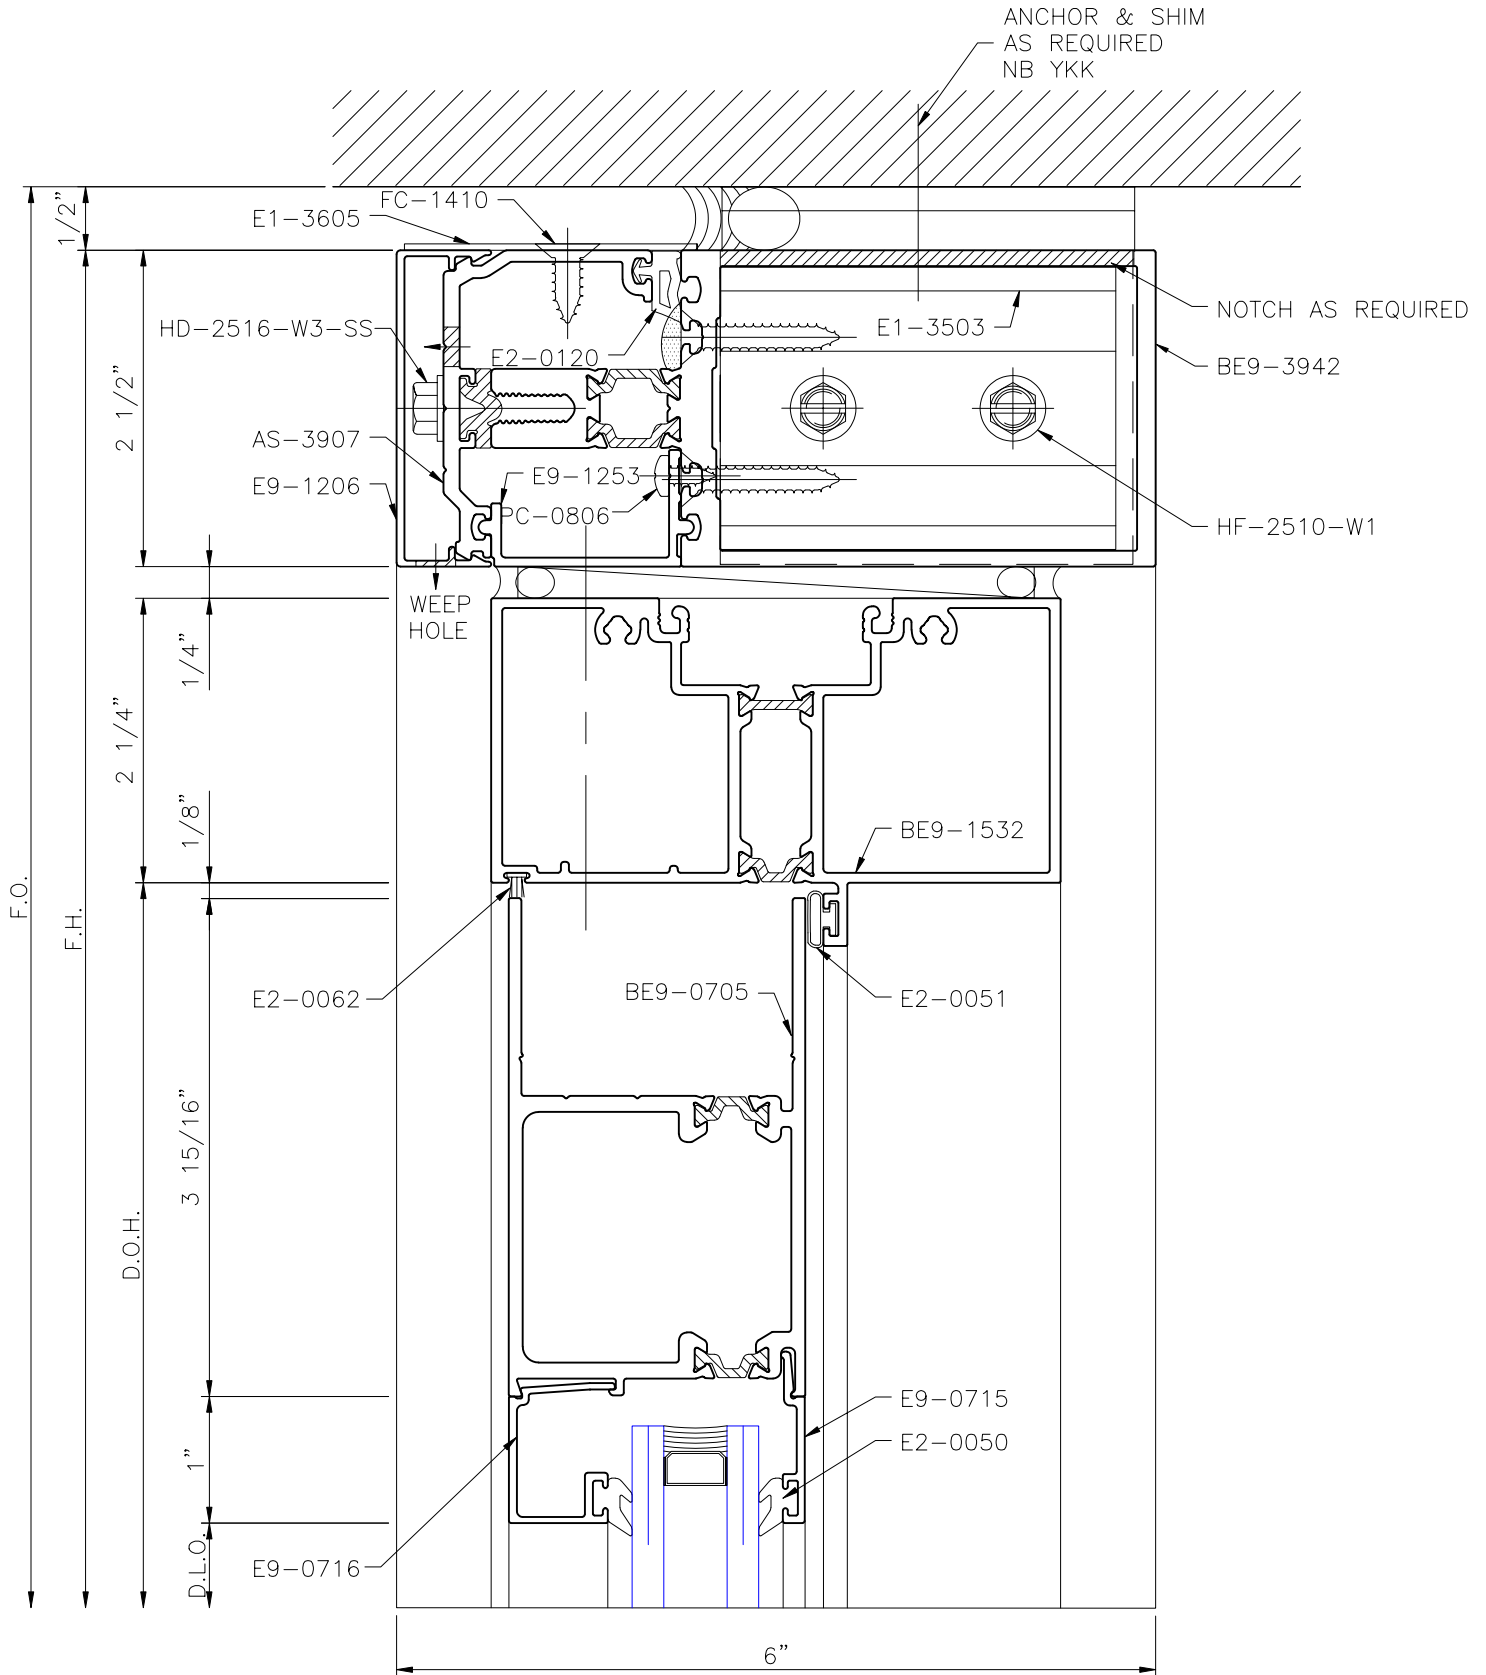 ANCHOR & SHIM
AS REQUIRED
NB YKK
FC-1410
E1-3605
1/2"
HD-2516-W3-SS
E2-0120
E1-3503
NOTCH AS REQUIRED
BE9-3942
2 1/2"
AS-3907
E9-1206
E9-1253
PC-0806
HF-2510-W1
WEEP
HOLE
1/4"
2 1/4"
1/8"
BE9-1532
F.O.
F.H.
E2-0062
BE9-0705
E2-0051
3 15/16"
D.O.H.
E9-0715
E2-0050
1"
E9-0716
D.L.O.
6"